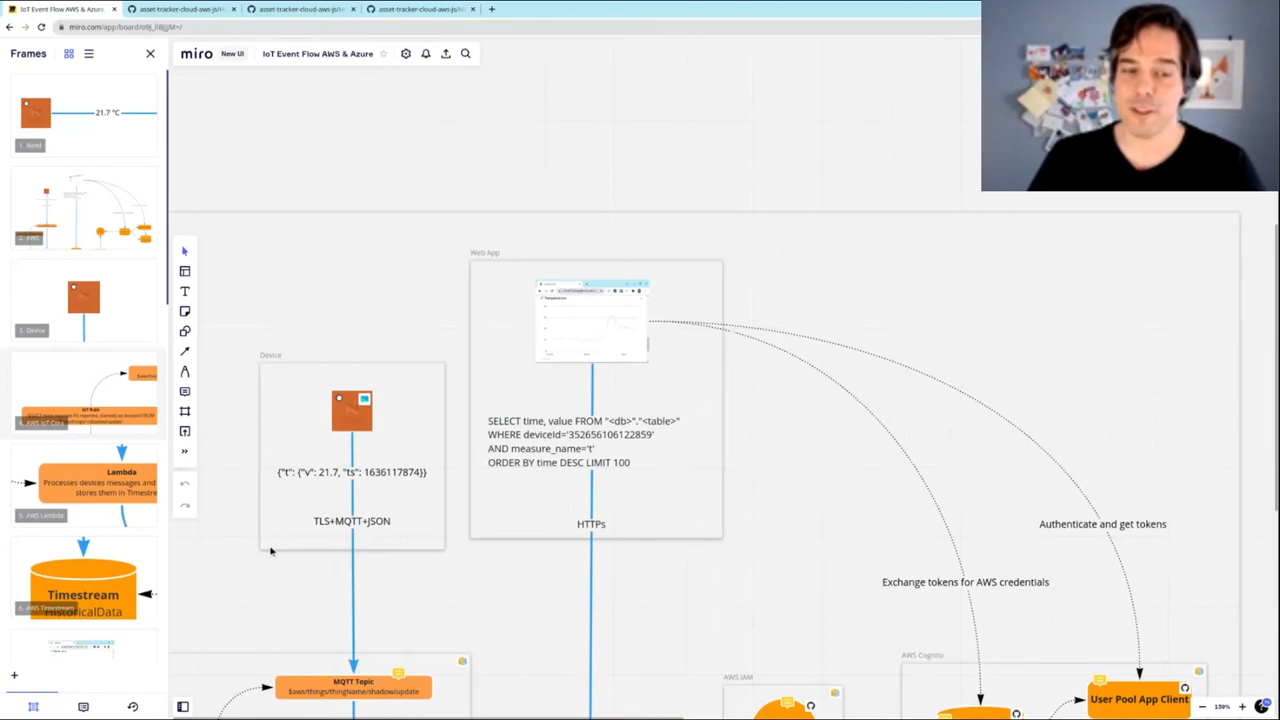 IoT Event Flow AWS & Azure
asset-tracker-cloud-aws-js/
asset-tracker-cloud-aws-js/
asset-tracker-cloud-aws-js/
Frames
miro
New UI
IoT Event Flow AWS & Azure
21.7 °C
1. Need
2. AWS
3. Device
IoT Rule
4. AWS IoT Core
Lambda
Processes devices messages and
stores them in Timestre
5. AWS Lambda
Timestream
HistoricalData
6. AWS Timestream
Device
{"t": {"v": 21.7, "ts": 1636117874}}
TLS+MQTT+JSON
Web App
SELECT time, value FROM "<db>"."<table>"
WHERE deviceId='352656106122859'
AND measure_name='t'
ORDER BY time DESC LIMIT 100
HTTPs
Authenticate and get tokens
Exchange tokens for AWS credentials
MQTT Topic
$aws/things/thingName/shadow/update
AWS IAM
AWS Cognito
User Pool App Client
139%